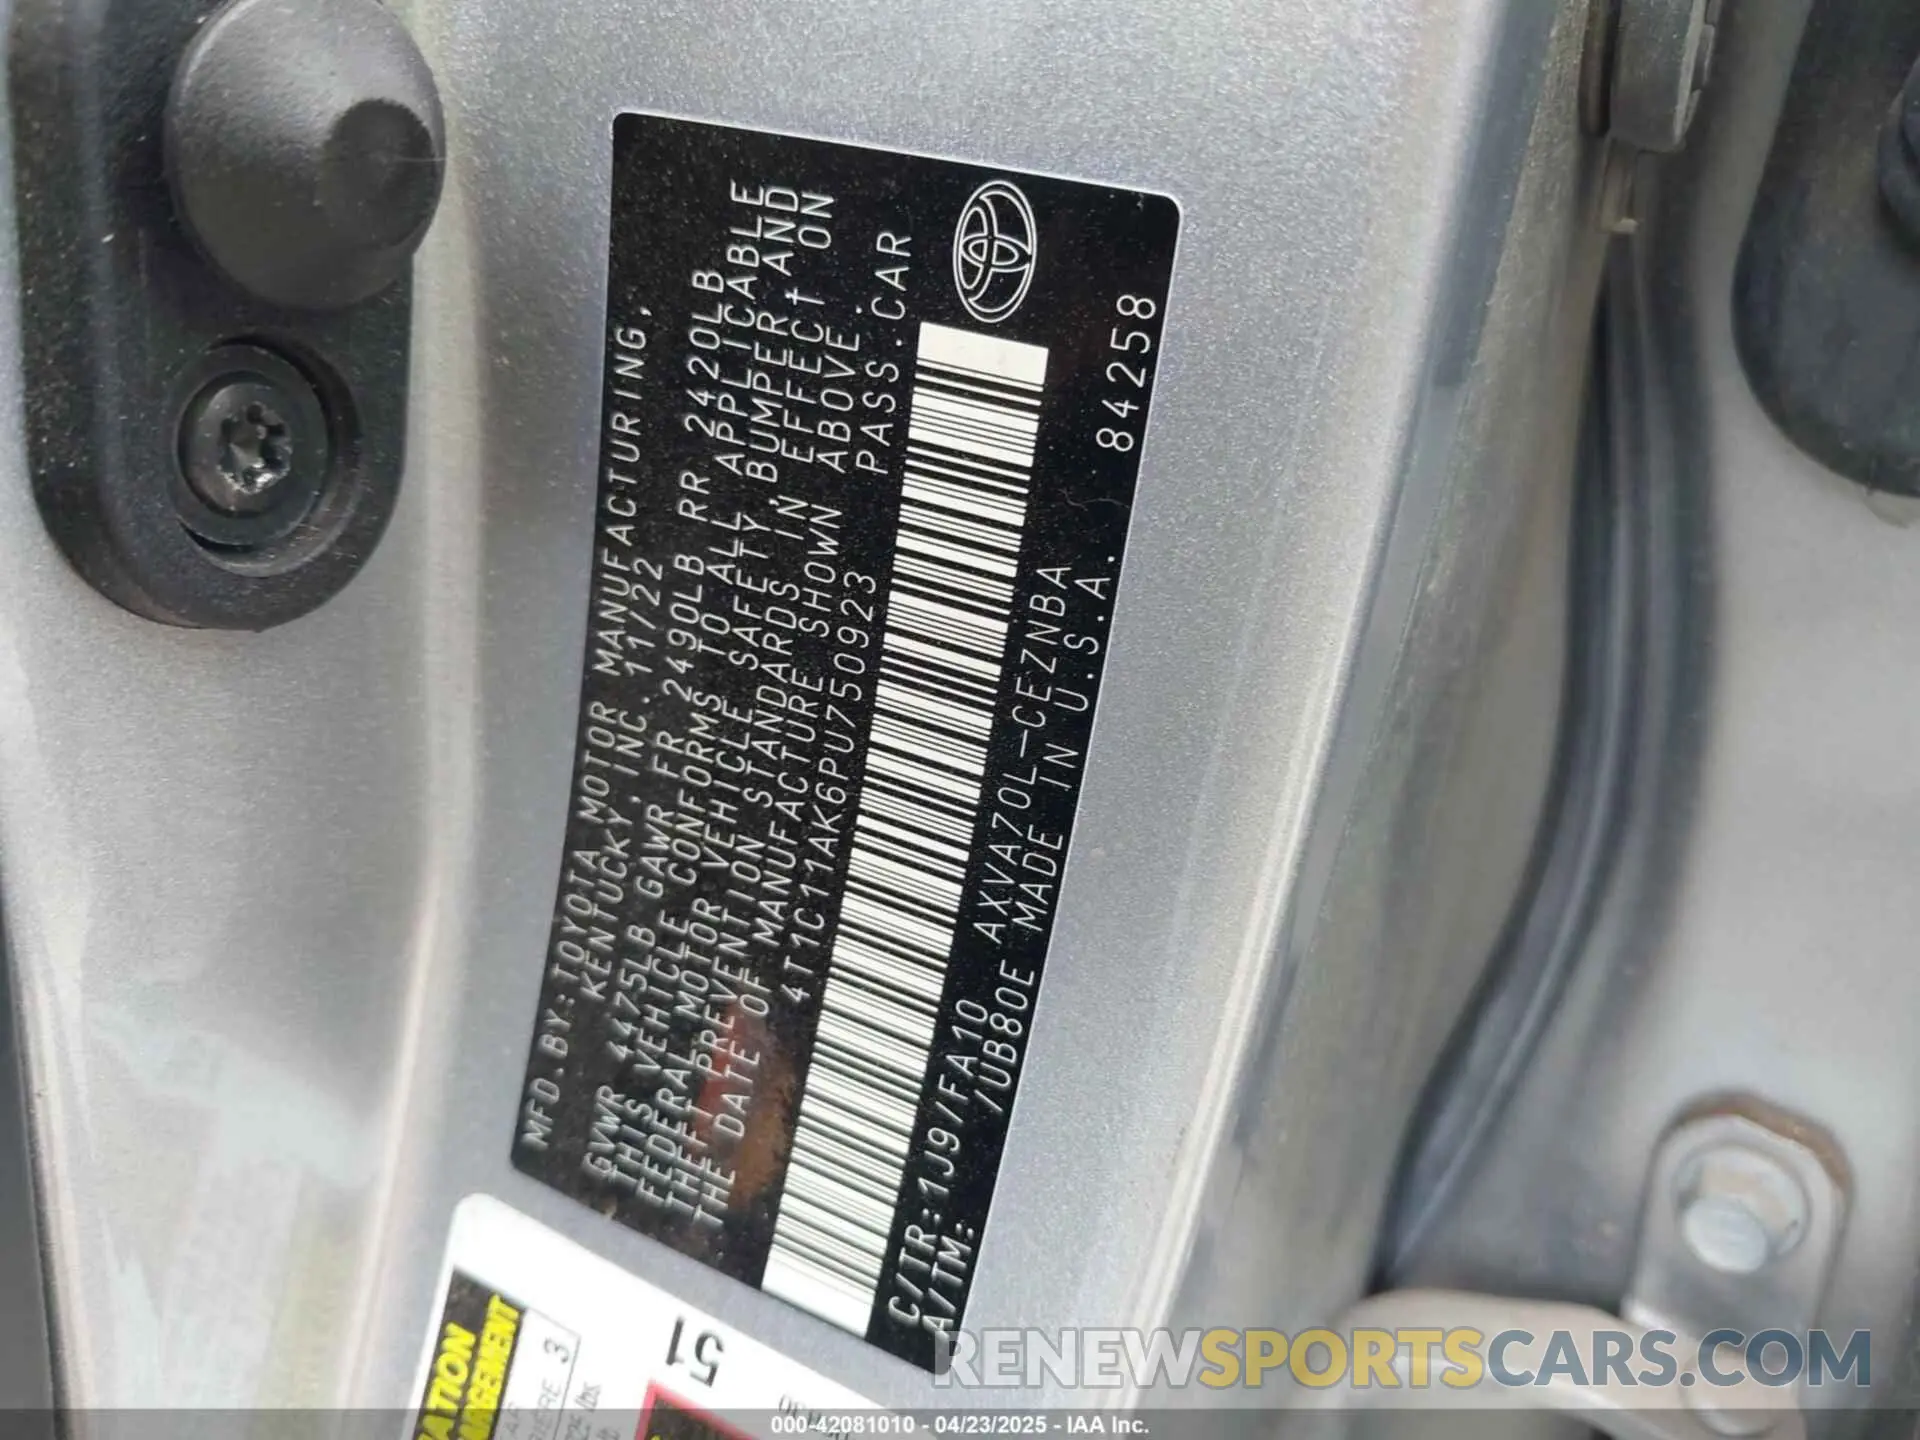 MFD.BY:TOYOTA MOTOR MANUFACTURING,
KENTUCKY, INC. 11/22
GVWR 4475LB GAWR FR 2490LB RR 2420LB
THIS VEHICLE CONFORMS TO ALL APPLICABLE
FEDERAL MOTOR VEHICLE SAFETY, BUMPER, AND
THEFT PREVENTION STANDARDS IN EFFECT ON
THE DATE OF MANUFACTURE SHOWN ABOVE.
4T1C11AK6PU750923 PASS.CAR
C/TR:1J9/FA10 AXVA70L-CEZNBA
A/TM: /UB80E MADE IN U.S.A. 84258
51
3
RENEWSPORTSCARS.COM
000-42081010 - 04/23/2025 - IAA Inc.